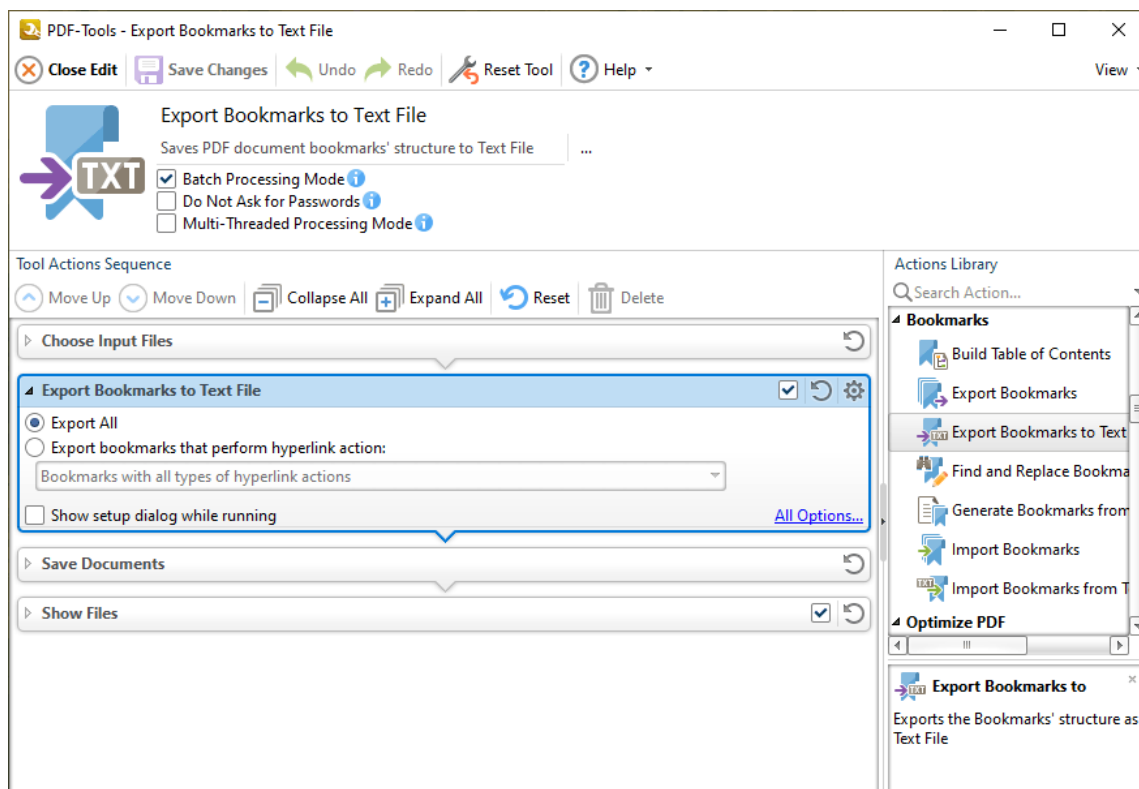 PDF-Tools - Export Bookmarks to Text File
Close Edit Save Changes Undo Redo Reset Tool ? Help View
Export Bookmarks to Text File
Saves PDF document bookmarks' structure to Text File ...
TXT
Batch Processing Mode i
Do Not Ask for Passwords i
Multi-Threaded Processing Mode i
Tool Actions Sequence
Move Up Move Down Collapse All Expand All Reset Delete
Choose Input Files
Export Bookmarks to Text File
Export All
Export bookmarks that perform hyperlink action:
Bookmarks with all types of hyperlink actions
Show setup dialog while running All Options...
Save Documents
Show Files
Actions Library
Search Action...
Bookmarks
Build Table of Contents
Export Bookmarks
TXT Export Bookmarks to Text
Find and Replace Bookma
Generate Bookmarks from
Import Bookmarks
TXT Import Bookmarks from T
Optimize PDF
TXT Export Bookmarks to
Exports the Bookmarks' structure as
Text File